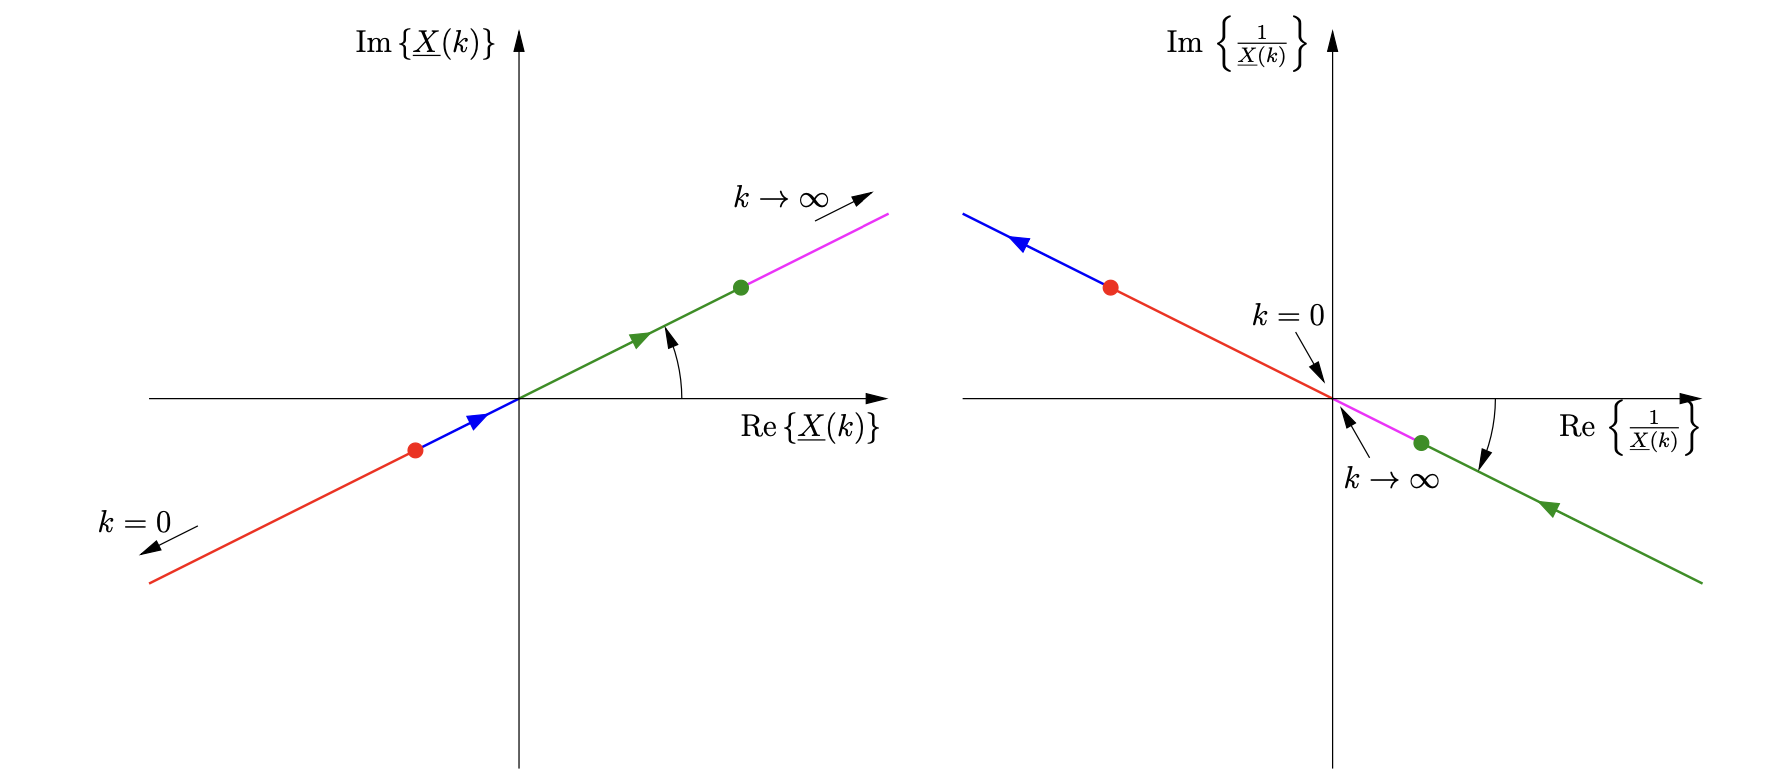 Im {X(k)}
Im {1/X(k)}
k → ∞
k = 0
Re {X(k)}
Re {1/X(k)}
k → ∞
k = 0